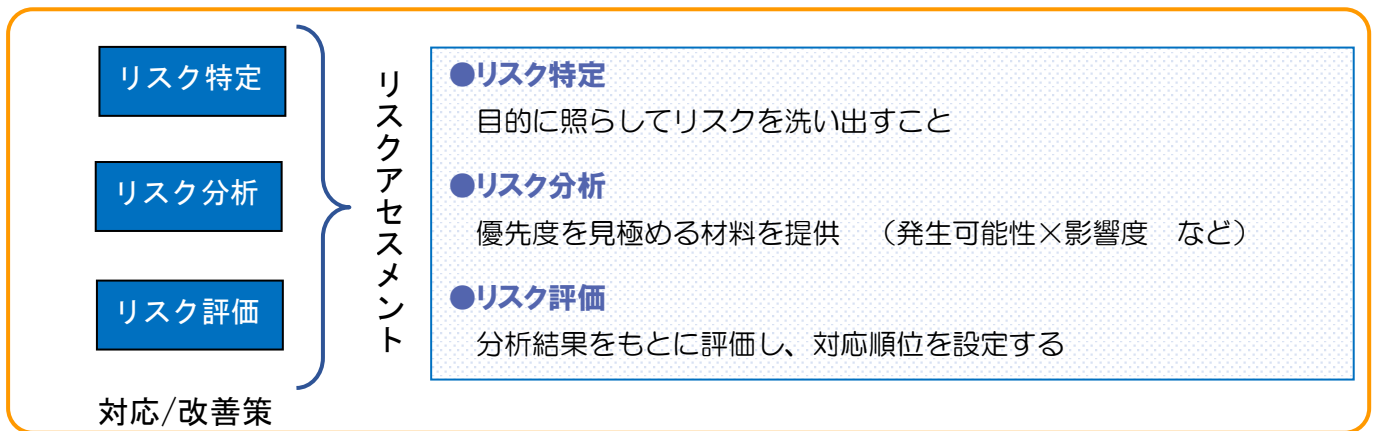 リスク特定
リスク分析
リスク評価
対応/改善策
リスクアセスメント
●リスク特定
目的に照らしてリスクを洗い出すこと
●リスク分析
優先度を見極める材料を提供　（発生可能性×影響度　など）
●リスク評価
分析結果をもとに評価し、対応順位を設定する